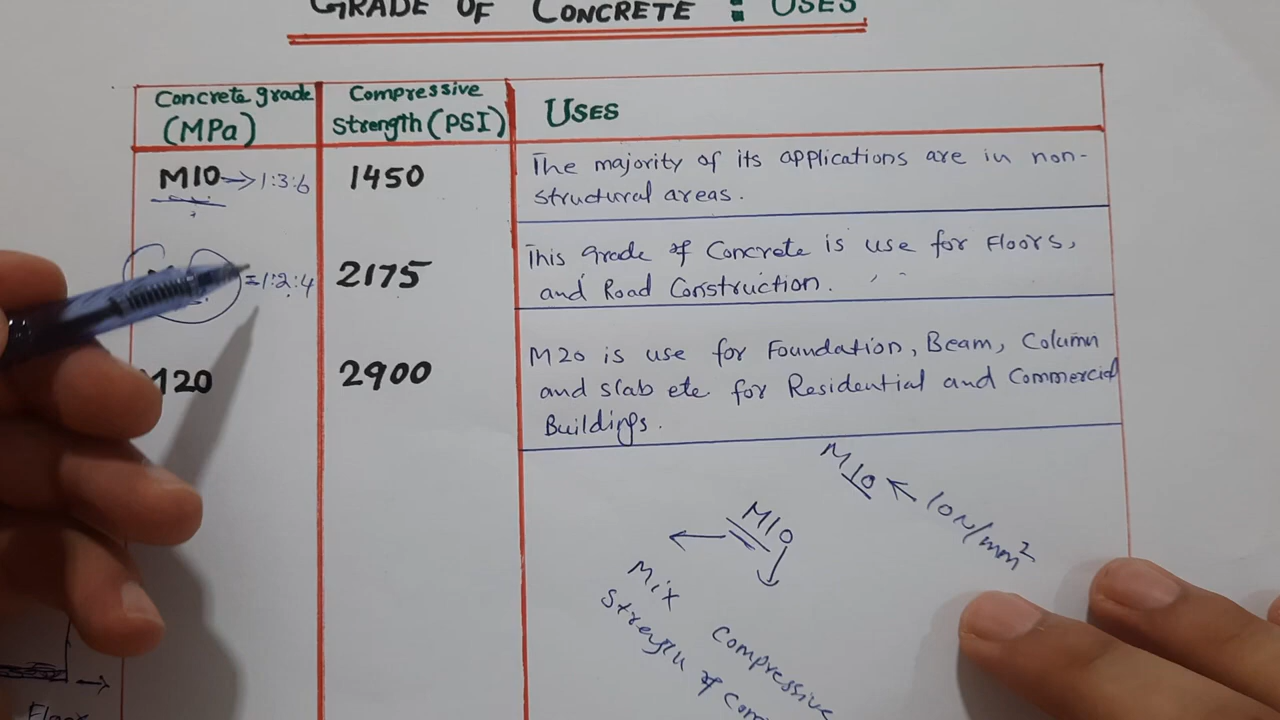 GRADE OF CONCRETE : USES
Concrete grade
(MPa)
Compressive
Strength (PSI)
USES
M10 → 1:3:6
1450
The majority of its applications are in non-
structural areas.
=1:2:4
2175
This grade of Concrete is use for Floors,
and Road Construction.
M20
2900
M20 is use for Foundation, Beam, Column
and slab etc. for Residential and Commercial
Buildings.
M10 ← 10N/mm²
M10
Mix
Compressive
Strength of
Floor